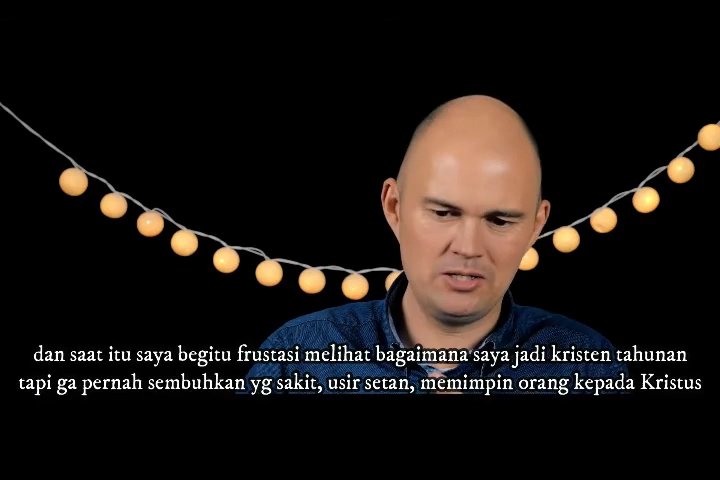 dan saat itu saya begitu frustasi melihat bagaimana saya jadi kristen tahunan
tapi ga pernah sembuhkan yg sakit, usir setan, memimpin orang kepada Kristus